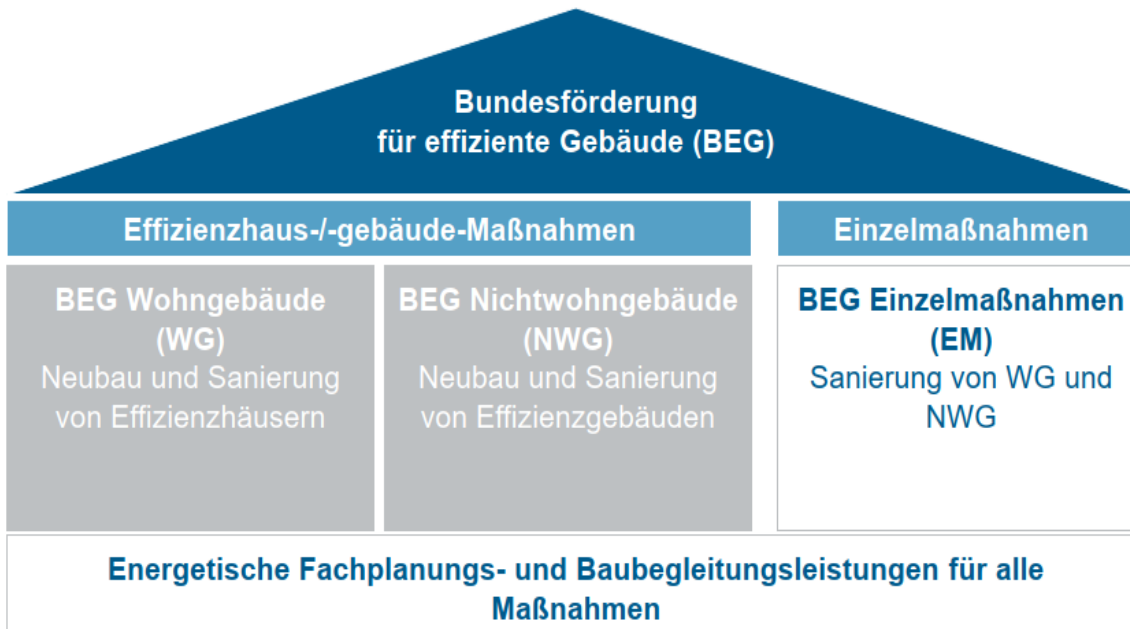 Bundesförderung
für effiziente Gebäude (BEG)
Effizienzhaus-/-gebäude-Maßnahmen
Einzelmaßnahmen
BEG Wohngebäude
(WG)
Neubau und Sanierung
von Effizienzhäusern
BEG Nichtwohngebäude
(NWG)
Neubau und Sanierung
von Effizienzgebäuden
BEG Einzelmaßnahmen
(EM)
Sanierung von WG und
NWG
Energetische Fachplanungs- und Baubegleitungsleistungen für alle
Maßnahmen